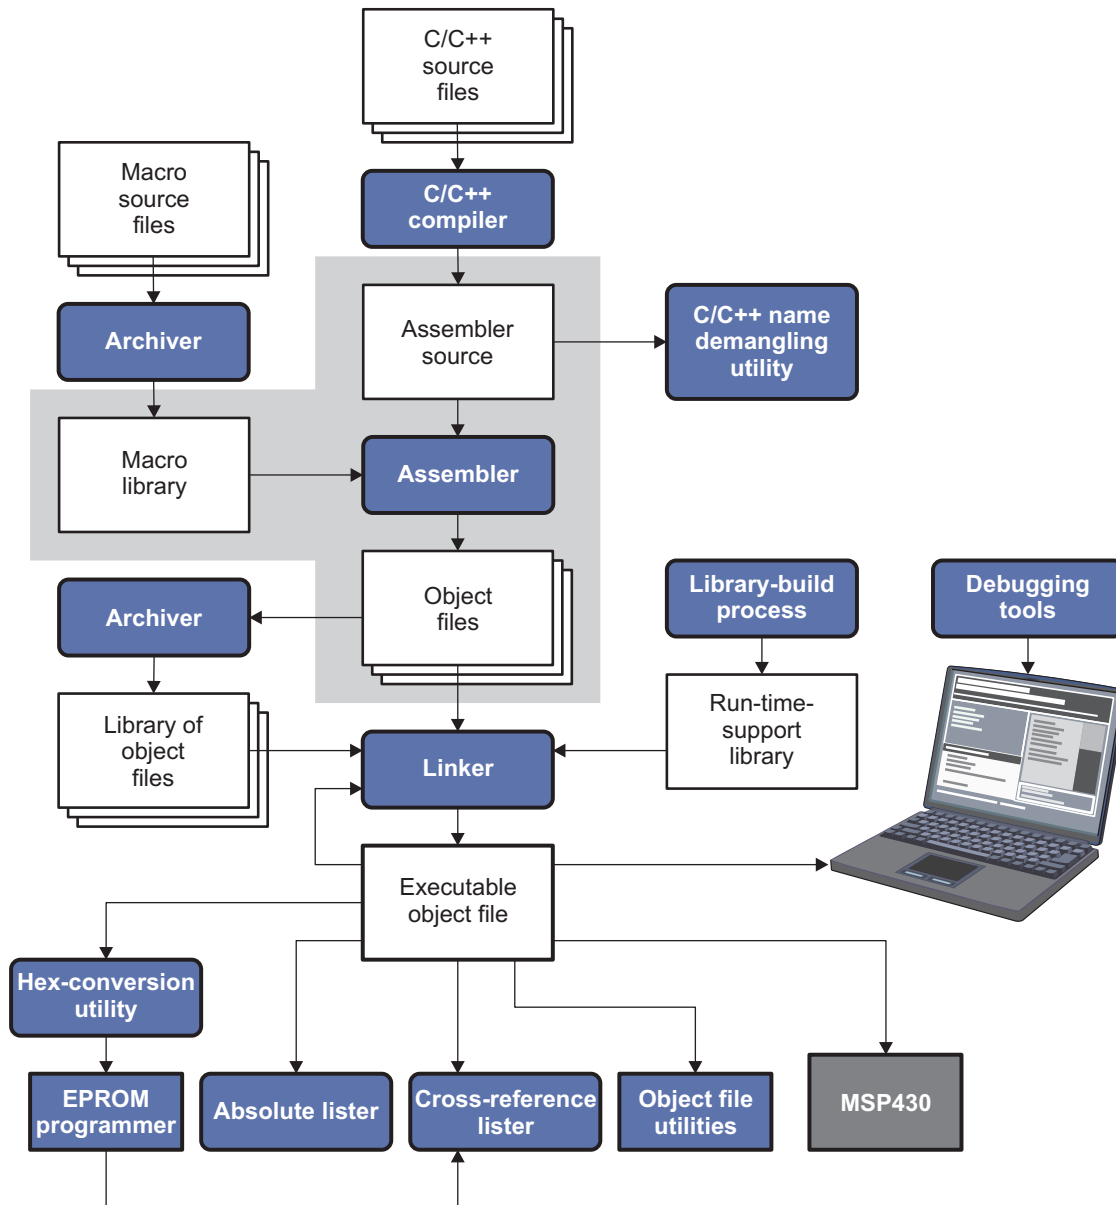 C/C++
source
files
Macro
source
files
C/C++
compiler
Archiver
Assembler
source
C/C++ name
demangling
utility
Macro
library
Assembler
Archiver
Object
files
Library-build
process
Debugging
tools
Library of
object
files
Linker
Run-time-
support
library
Executable
object file
Hex-conversion
utility
EPROM
programmer
Absolute lister
Cross-reference
lister
Object file
utilities
MSP430